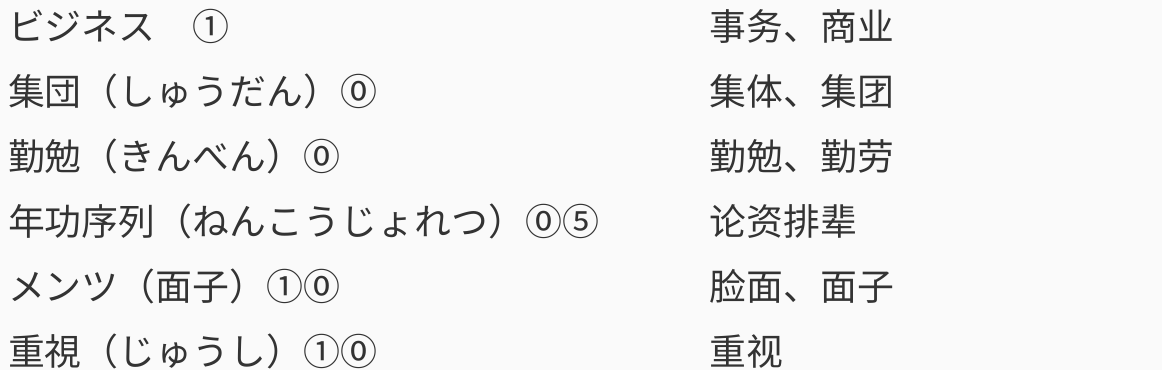 ビジネス　① 事务、商业
集団（しゅうだん）⓪ 集体、集团
勤勉（きんべん）⓪ 勤勉、勤劳
年功序列（ねんこうじょれつ）⓪⑤ 论资排辈
メンツ（面子）①⓪ 脸面、面子
重視（じゅうし）①⓪ 重视